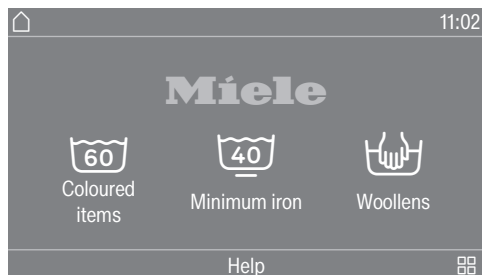 11:02
Miele
60
40
Coloured
items
Minimum iron
Woollens
Help